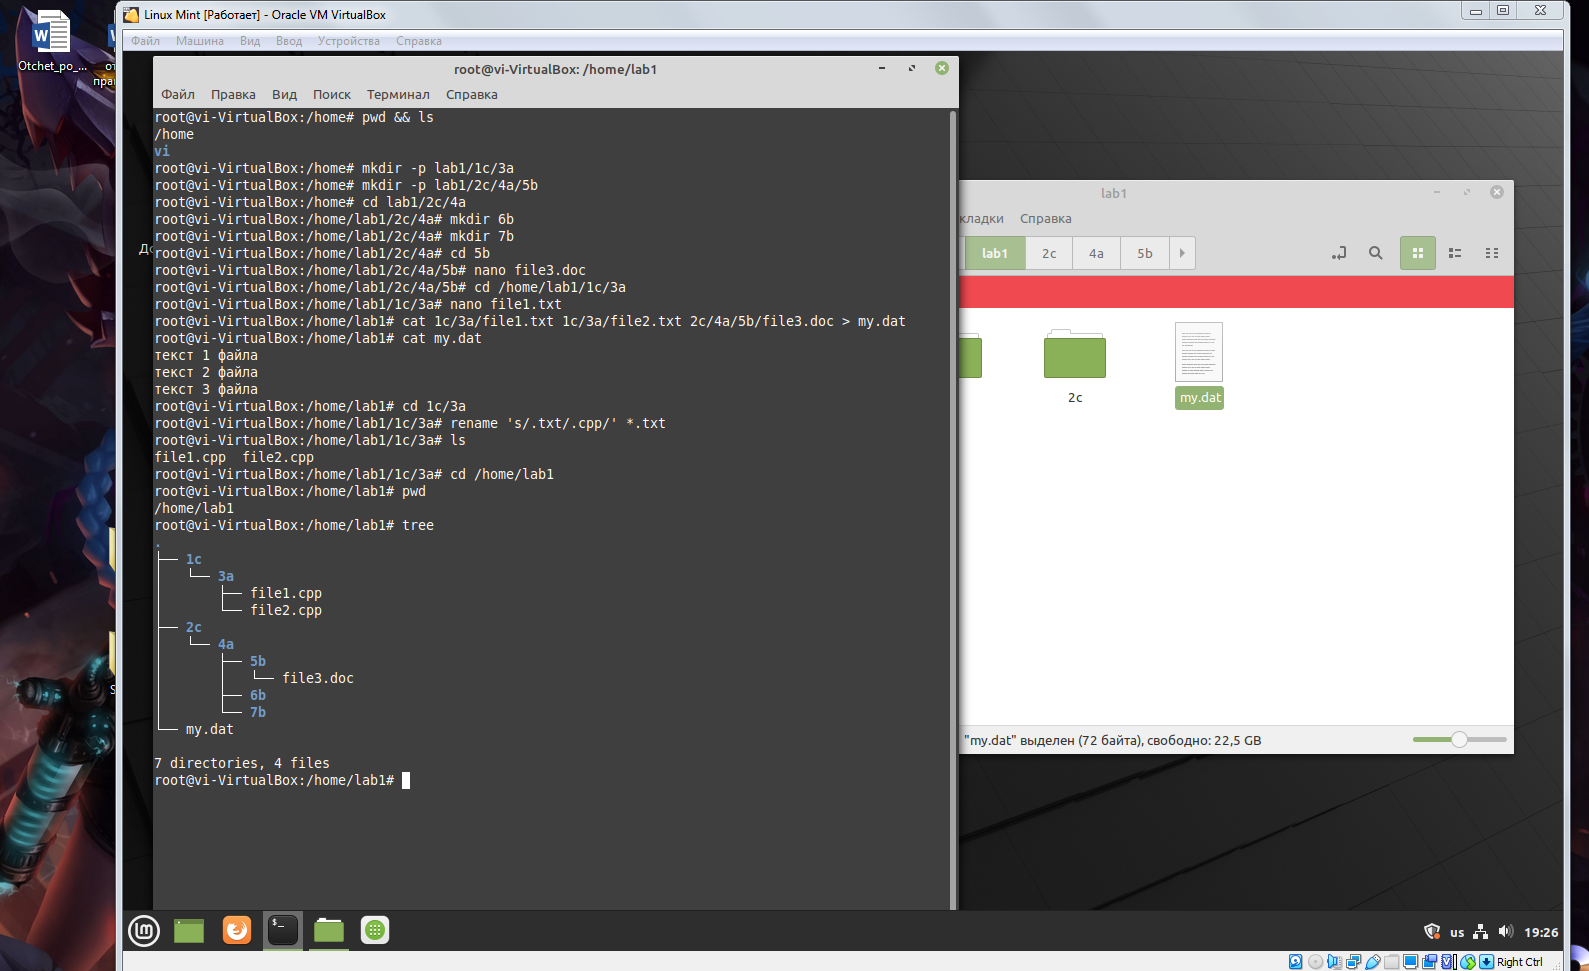 Linux Mint [Работает] - Oracle VM VirtualBox
Файл Машина Вид Ввод Устройства Справка
Otchet_po_...
root@vi-VirtualBox: /home/lab1
Файл Правка Вид Поиск Терминал Справка
root@vi-VirtualBox:/home# pwd && ls
/home
vi
root@vi-VirtualBox:/home# mkdir -p lab1/1c/3a
root@vi-VirtualBox:/home# mkdir -p lab1/2c/4a/5b
root@vi-VirtualBox:/home# cd lab1/2c/4a
root@vi-VirtualBox:/home/lab1/2c/4a# mkdir 6b
root@vi-VirtualBox:/home/lab1/2c/4a# mkdir 7b
root@vi-VirtualBox:/home/lab1/2c/4a# cd 5b
root@vi-VirtualBox:/home/lab1/2c/4a/5b# nano file3.doc
root@vi-VirtualBox:/home/lab1/2c/4a/5b# cd /home/lab1/1c/3a
root@vi-VirtualBox:/home/lab1/1c/3a# nano file1.txt
root@vi-VirtualBox:/home/lab1# cat 1c/3a/file1.txt 1c/3a/file2.txt 2c/4a/5b/file3.doc > my.dat
root@vi-VirtualBox:/home/lab1# cat my.dat
текст 1 файла
текст 2 файла
текст 3 файла
root@vi-VirtualBox:/home/lab1# cd 1c/3a
root@vi-VirtualBox:/home/lab1/1c/3a# rename 's/.txt/.cpp/' *.txt
root@vi-VirtualBox:/home/lab1/1c/3a# ls
file1.cpp file2.cpp
root@vi-VirtualBox:/home/lab1/1c/3a# cd /home/lab1
root@vi-VirtualBox:/home/lab1# pwd
/home/lab1
root@vi-VirtualBox:/home/lab1# tree
.
├── 1c
│   └── 3a
│       ├── file1.cpp
│       └── file2.cpp
├── 2c
│   └── 4a
│       ├── 5b
│       │   └── file3.doc
│       ├── 6b
│       └── 7b
└── my.dat
7 directories, 4 files
root@vi-VirtualBox:/home/lab1#
lab1
кладки Справка
lab1 2c 4a 5b
2c my.dat
"my.dat" выделен (72 байта), свободно: 22,5 GB
us 19:26
Right Ctrl